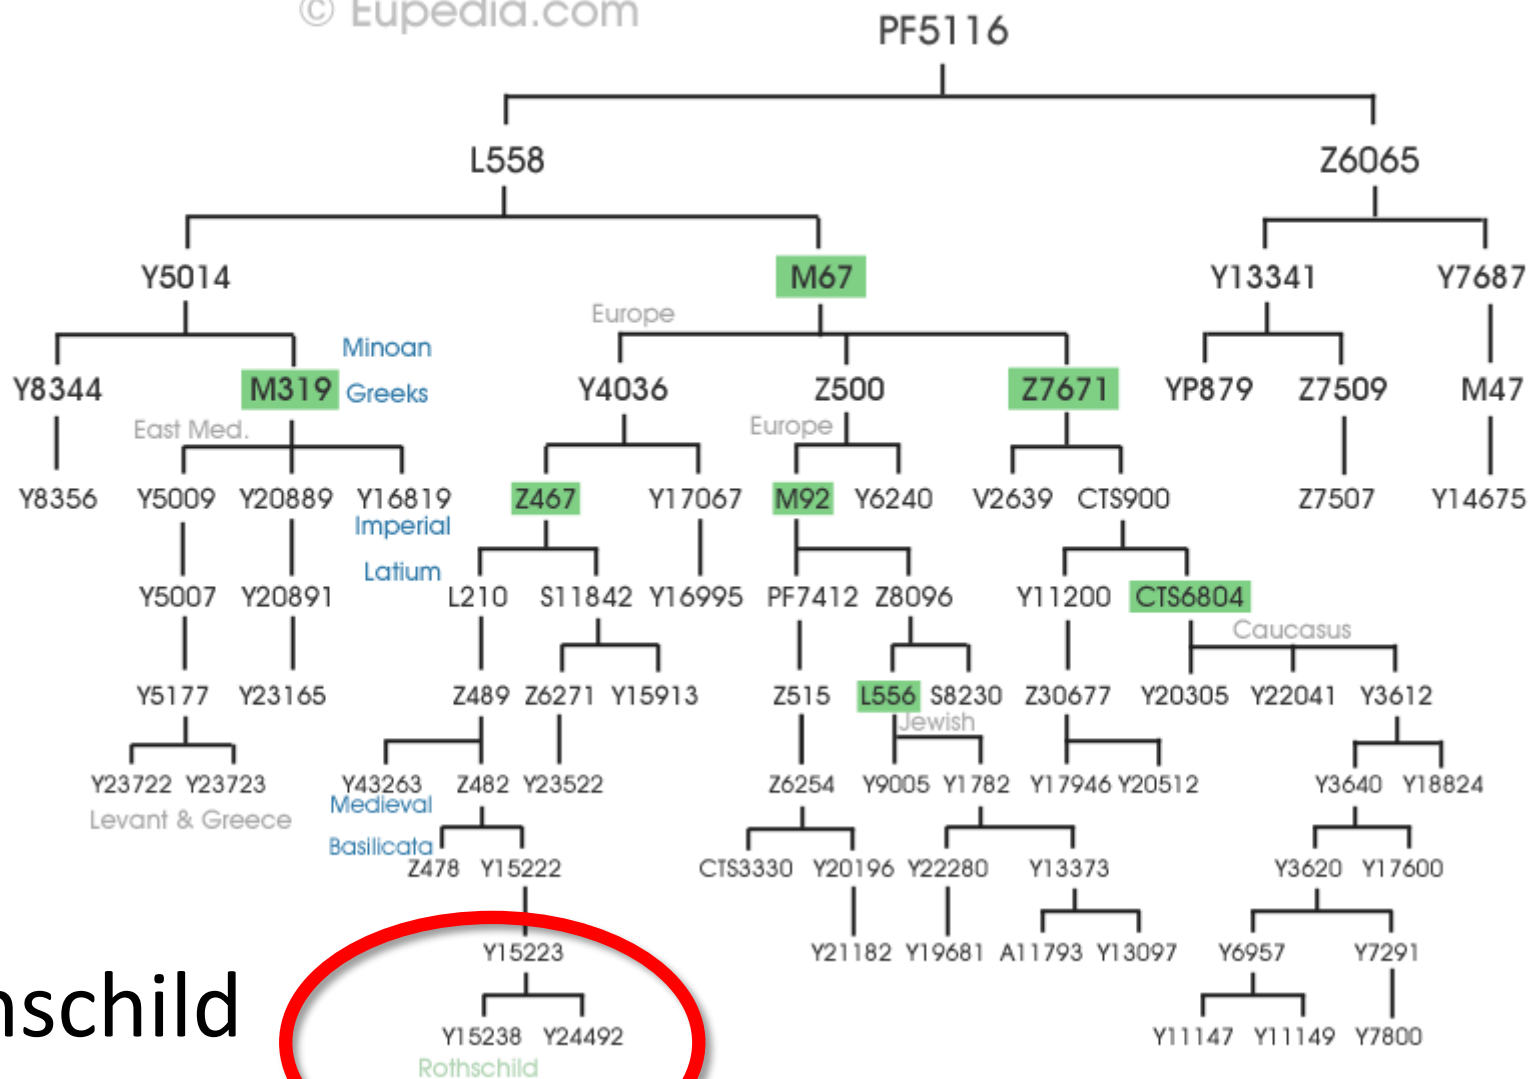 © Eupedia.com
PF5116
L558 Z6065
Y5014 M67 Y13341 Y7687
Europe
Minoan
Y8344 M319 Greeks Y4036 Z500 Z7671 YP879 Z7509 M47
East Med. Europe
Y8356 Y5009 Y20889 Y16819 Z467 Y17067 M92 Y6240 V2639 CTS900 Z7507 Y14675
Imperial
Latium
Y5007 Y20891 L210 S11842 Y16995 PF7412 Z8096 Y11200 CTS6804
Caucasus
Y5177 Y23165 Z489 Z6271 Y15913 Z515 L556 S8230 Z30677 Y20305 Y22041 Y3612
Jewish
Y23722 Y23723 Y43263 Z482 Y23522 Z6254 Y9005 Y1782 Y17946 Y20512 Y3640 Y18824
Medieval
Levant & Greece
Basilicata
Z478 Y15222 CTS3330 Y20196 Y22280 Y13373 Y3620 Y17600
Y15223 Y21182 Y19681 A11793 Y13097 Y6957 Y7291
nschild
Y15238 Y24492 Y11147 Y11149 Y7800
Rothschild